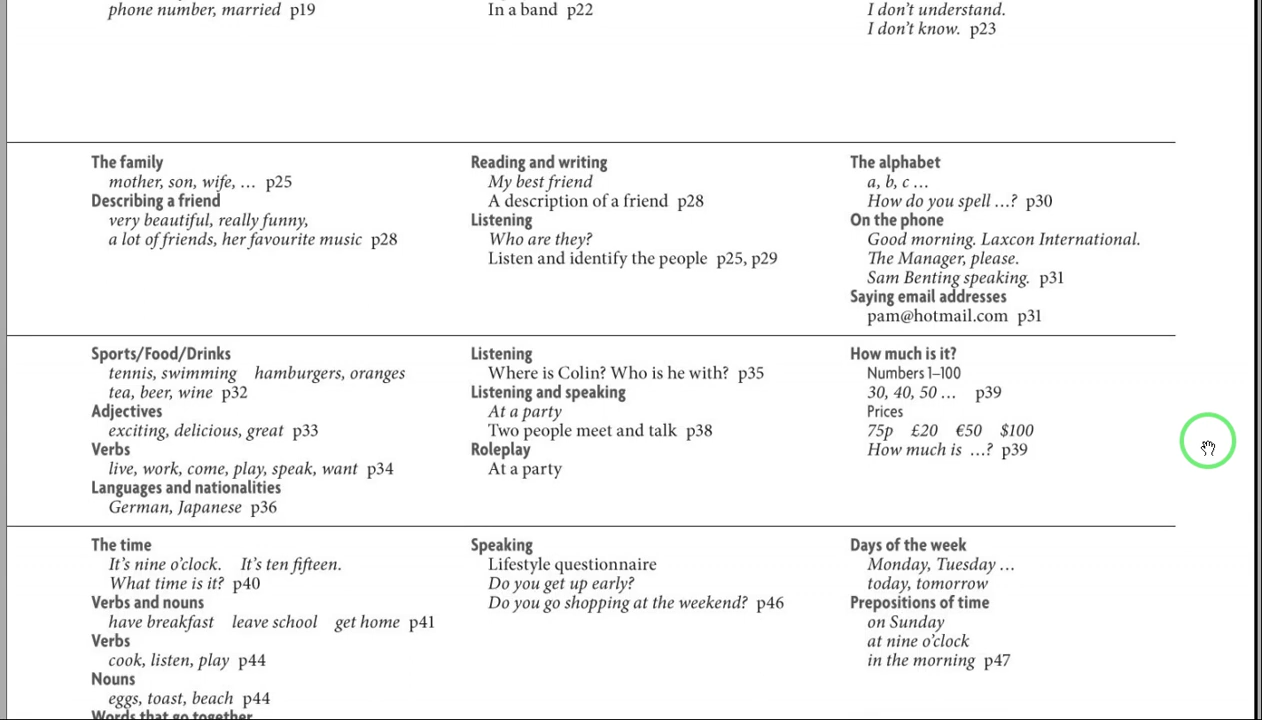 phone number, married p19
In a band p22
I don't understand.
I don't know. p23
The family
mother, son, wife, … p25
Describing a friend
very beautiful, really funny,
a lot of friends, her favourite music p28
Reading and writing
My best friend
A description of a friend p28
Listening
Who are they?
Listen and identify the people p25, p29
The alphabet
a, b, c …
How do you spell …? p30
On the phone
Good morning. Laxcon International.
The Manager, please.
Sam Benting speaking. p31
Saying email addresses
pam@hotmail.com p31
Sports/Food/Drinks
tennis, swimming hamburgers, oranges
tea, beer, wine p32
Adjectives
exciting, delicious, great p33
Verbs
live, work, come, play, speak, want p34
Languages and nationalities
German, Japanese p36
Listening
Where is Colin? Who is he with? p35
Listening and speaking
At a party
Two people meet and talk p38
Roleplay
At a party
How much is it?
Numbers 1–100
30, 40, 50 … p39
Prices
75p £20 €50 $100
How much is …? p39
The time
It's nine o'clock. It's ten fifteen.
What time is it? p40
Verbs and nouns
have breakfast leave school get home p41
Verbs
cook, listen, play p44
Nouns
eggs, toast, beach p44
Words that go together
Speaking
Lifestyle questionnaire
Do you get up early?
Do you go shopping at the weekend? p46
Days of the week
Monday, Tuesday …
today, tomorrow
Prepositions of time
on Sunday
at nine o'clock
in the morning p47